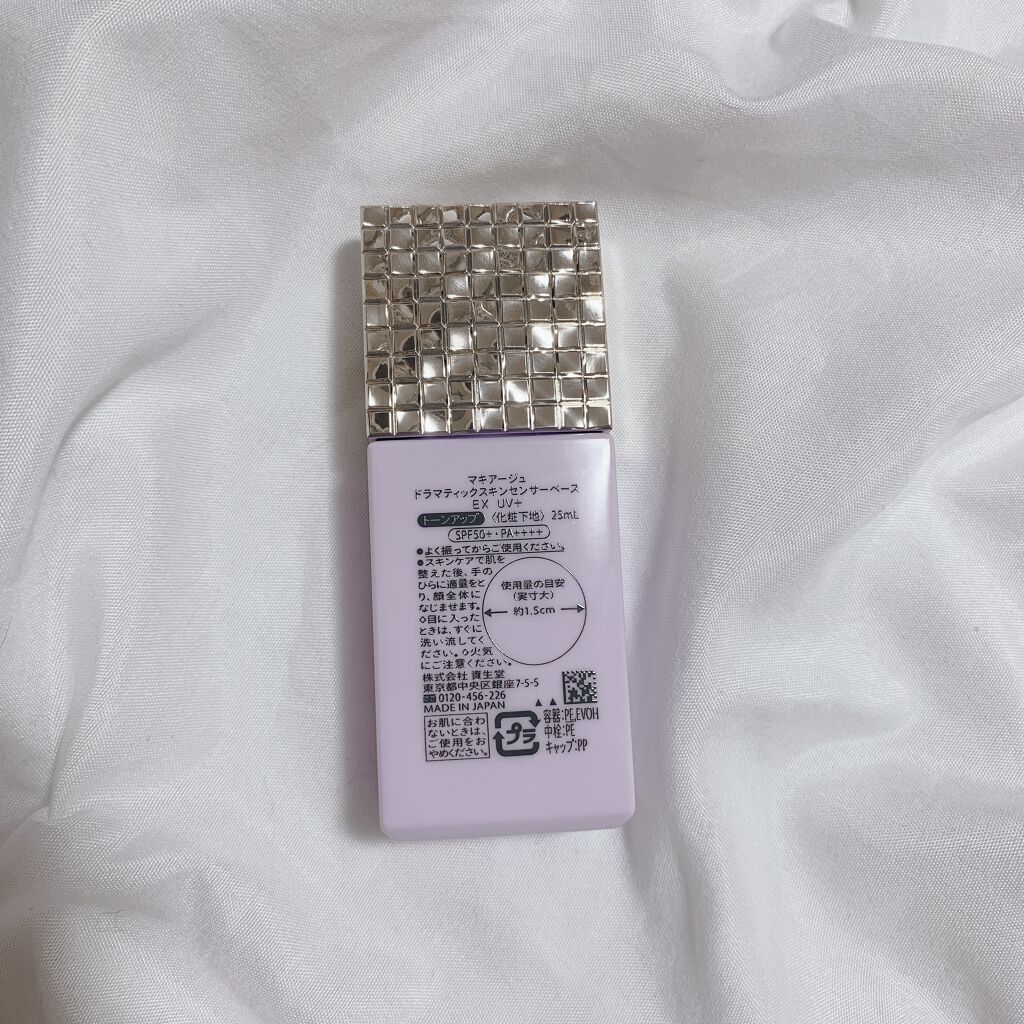 マキアージュ
ドラマティックスキンセンサーベース
EX UV+
トーンアップ 〈化粧下地〉 25mL
SPF50+・PA++++
●よく振ってからご使用ください。
●スキンケアで肌を
整えた後、手の
ひらに適量をと
り、顔全体に
なじませます。
◇目に入った
ときは、すぐに
洗い流してく
ださい。◇火気
にご注意ください。
使用量の目安
(実寸大)
約1.5cm
株式会社 資生堂
東京都中央区銀座7-5-5
0120-456-226
MADE IN JAPAN
お肌に合わ
ないときは、
ご使用をお
やめください。
プラ
容器:PE,EVOH
中栓:PE
キャップ:PP